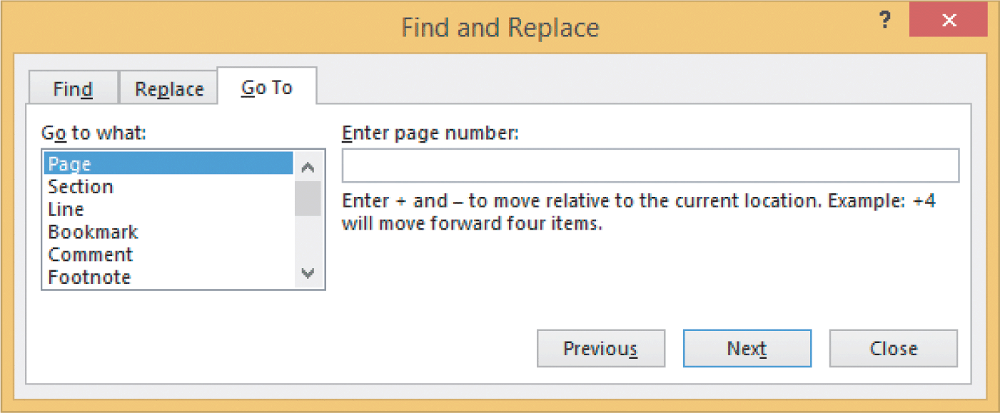 Find and Replace
?
Find
Replace
Go To
Go to what:
Enter page number:
Page
Section
Line
Bookmark
Comment
Footnote
Enter + and – to move relative to the current location. Example: +4
will move forward four items.
Previous
Next
Close